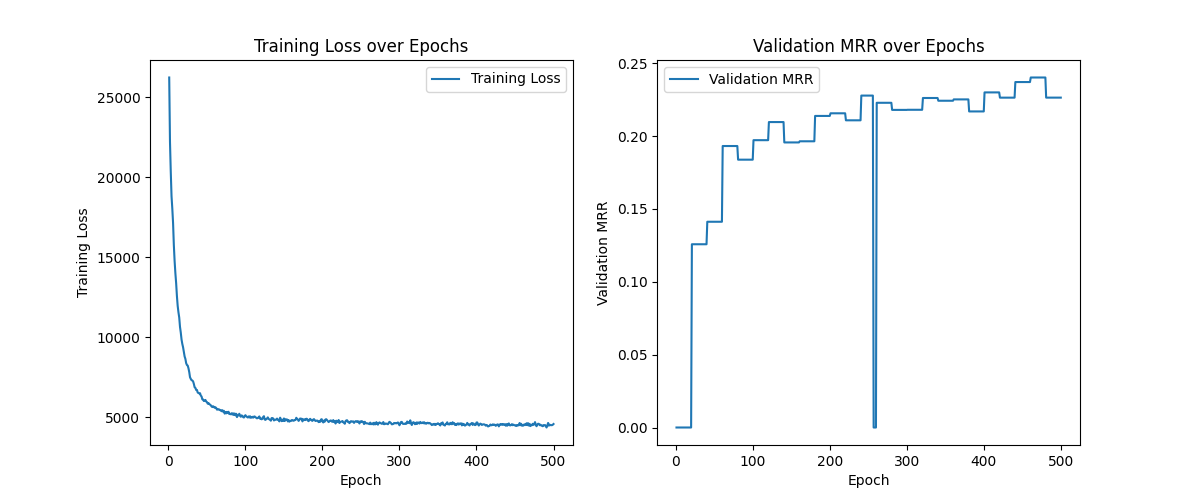 Training Loss over Epochs
Training Loss
25000
20000
15000
10000
5000
Training Loss
0
100
200
300
400
500
Epoch
Validation MRR over Epochs
Validation MRR
0.25
0.20
0.15
0.10
0.05
0.00
Validation MRR
0
100
200
300
400
500
Epoch